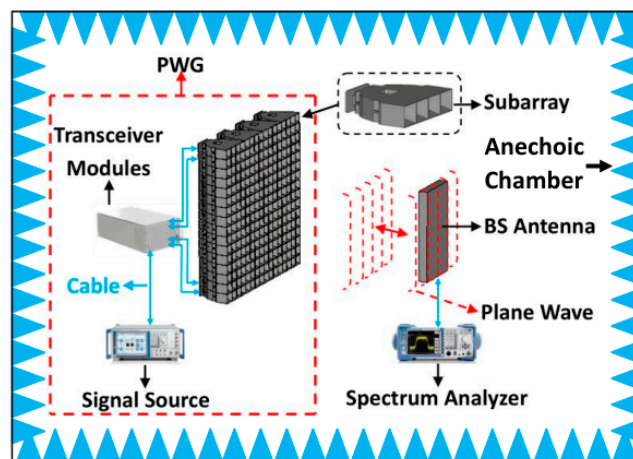 PWG
Subarray
Transceiver
Modules
Anechoic
Chamber
BS Antenna
Cable
Plane Wave
Signal Source
Spectrum Analyzer